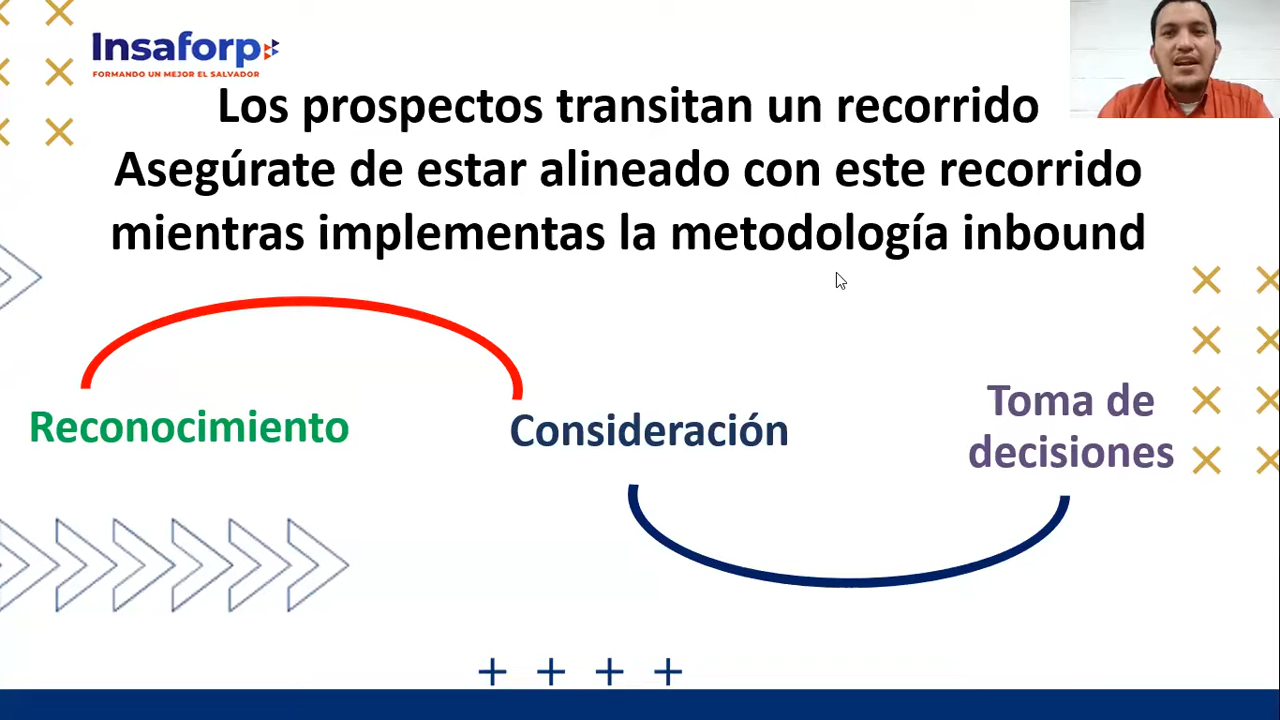 Insaforp
FORMANDO UN MEJOR EL SALVADOR
Los prospectos transitan un recorrido
Asegúrate de estar alineado con este recorrido
mientras implementas la metodología inbound
Reconocimiento
Consideración
Toma de
decisiones